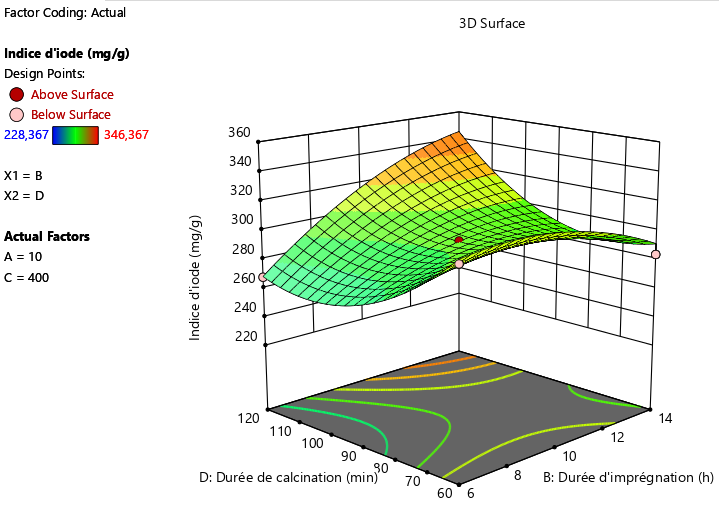 Factor Coding: Actual
3D Surface
Indice d'iode (mg/g)
Design Points:
Above Surface
Below Surface
228,367 346,367
X1 = B
X2 = D
Actual Factors
A = 10
C = 400
Indice d'iode (mg/g)
360
340
320
300
280
260
240
220
120
110
100
90
80
70
60
6
8
10
12
14
D: Durée de calcination (min)
B: Durée d'imprégnation (h)